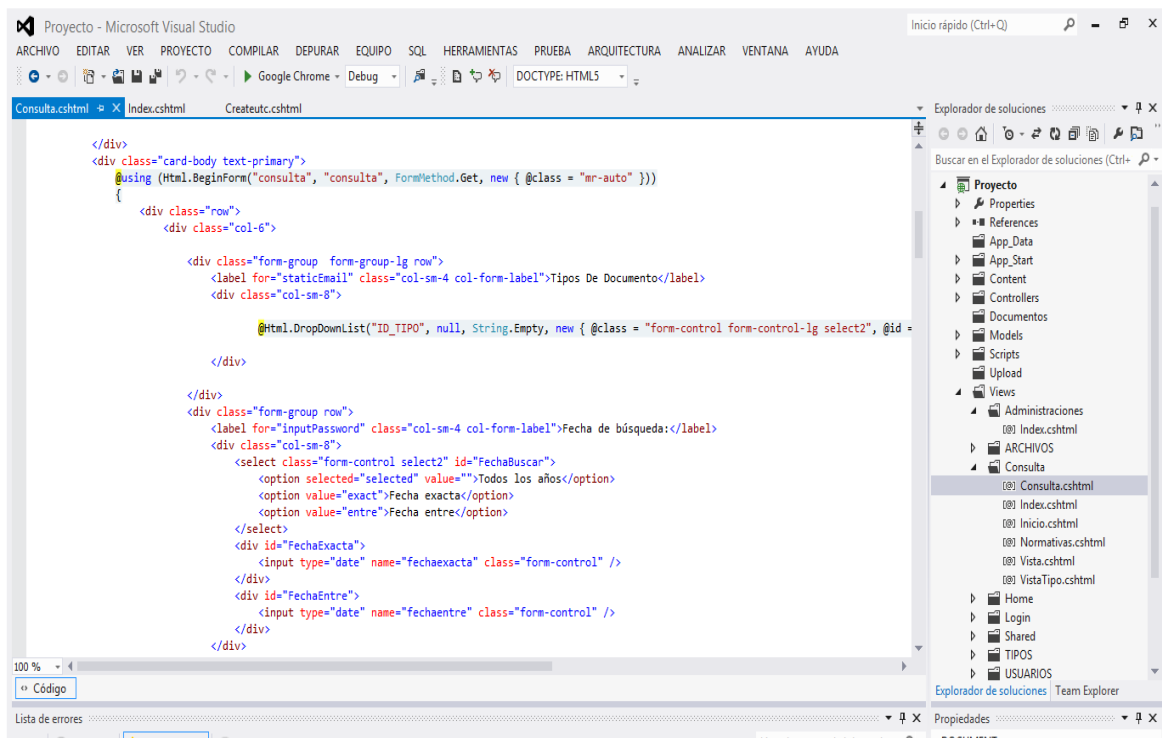 Proyecto - Microsoft Visual Studio
Inicio rápido (Ctrl+Q)
ARCHIVO EDITAR VER PROYECTO COMPILAR DEPURAR EQUIPO SQL HERRAMIENTAS PRUEBA ARQUITECTURA ANALIZAR VENTANA AYUDA
Google Chrome Debug DOCTYPE: HTML5
Consulta.cshtml Index.cshtml Createutc.cshtml
</div>
<div class="card-body text-primary">
@using (Html.BeginForm("consulta", "consulta", FormMethod.Get, new { @class = "mr-auto" }))
{
<div class="row">
<div class="col-6">
<div class="form-group  form-group-lg row">
<label for="staticEmail" class="col-sm-4 col-form-label">Tipos De Documento</label>
<div class="col-sm-8">
@Html.DropDownList("ID_TIPO", null, String.Empty, new { @class = "form-control form-control-lg select2", @id =
</div>
</div>
<div class="form-group row">
<label for="inputPassword" class="col-sm-4 col-form-label">Fecha de búsqueda:</label>
<div class="col-sm-8">
<select class="form-control select2" id="FechaBuscar">
<option selected="selected" value="">Todos los años</option>
<option value="exact">Fecha exacta</option>
<option value="entre">Fecha entre</option>
</select>
<div id="FechaExacta">
<input type="date" name="fechaexacta" class="form-control" />
</div>
<div id="FechaEntre">
<input type="date" name="fechaentre" class="form-control" />
</div>
</div>
100 %
Código
Lista de errores
Explorador de soluciones
Buscar en el Explorador de soluciones (Ctrl+
Proyecto
Properties
References
App_Data
App_Start
Content
Controllers
Documentos
Models
Scripts
Upload
Views
Administraciones
Index.cshtml
ARCHIVOS
Consulta
Consulta.cshtml
Index.cshtml
Inicio.cshtml
Normativas.cshtml
Vista.cshtml
VistaTipo.cshtml
Home
Login
Shared
TIPOS
USUARIOS
Explorador de soluciones Team Explorer
Propiedades